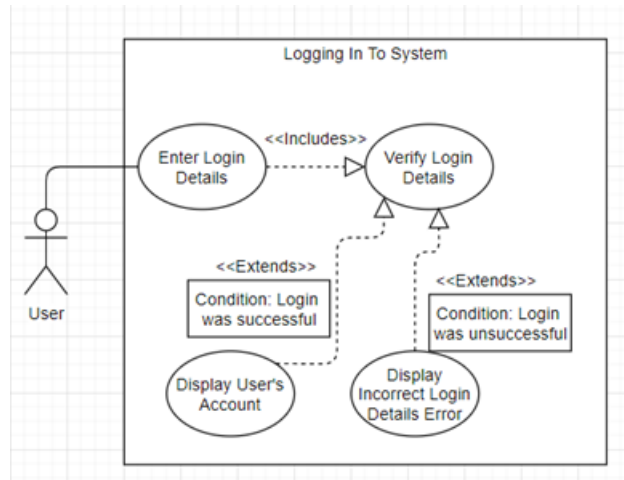 Logging In To System
<<Includes>>
Enter Login
Details
Verify Login
Details
User
<<Extends>>
Condition: Login
was successful
<<Extends>>
Condition: Login
was unsuccessful
Display User's
Account
Display
Incorrect Login
Details Error